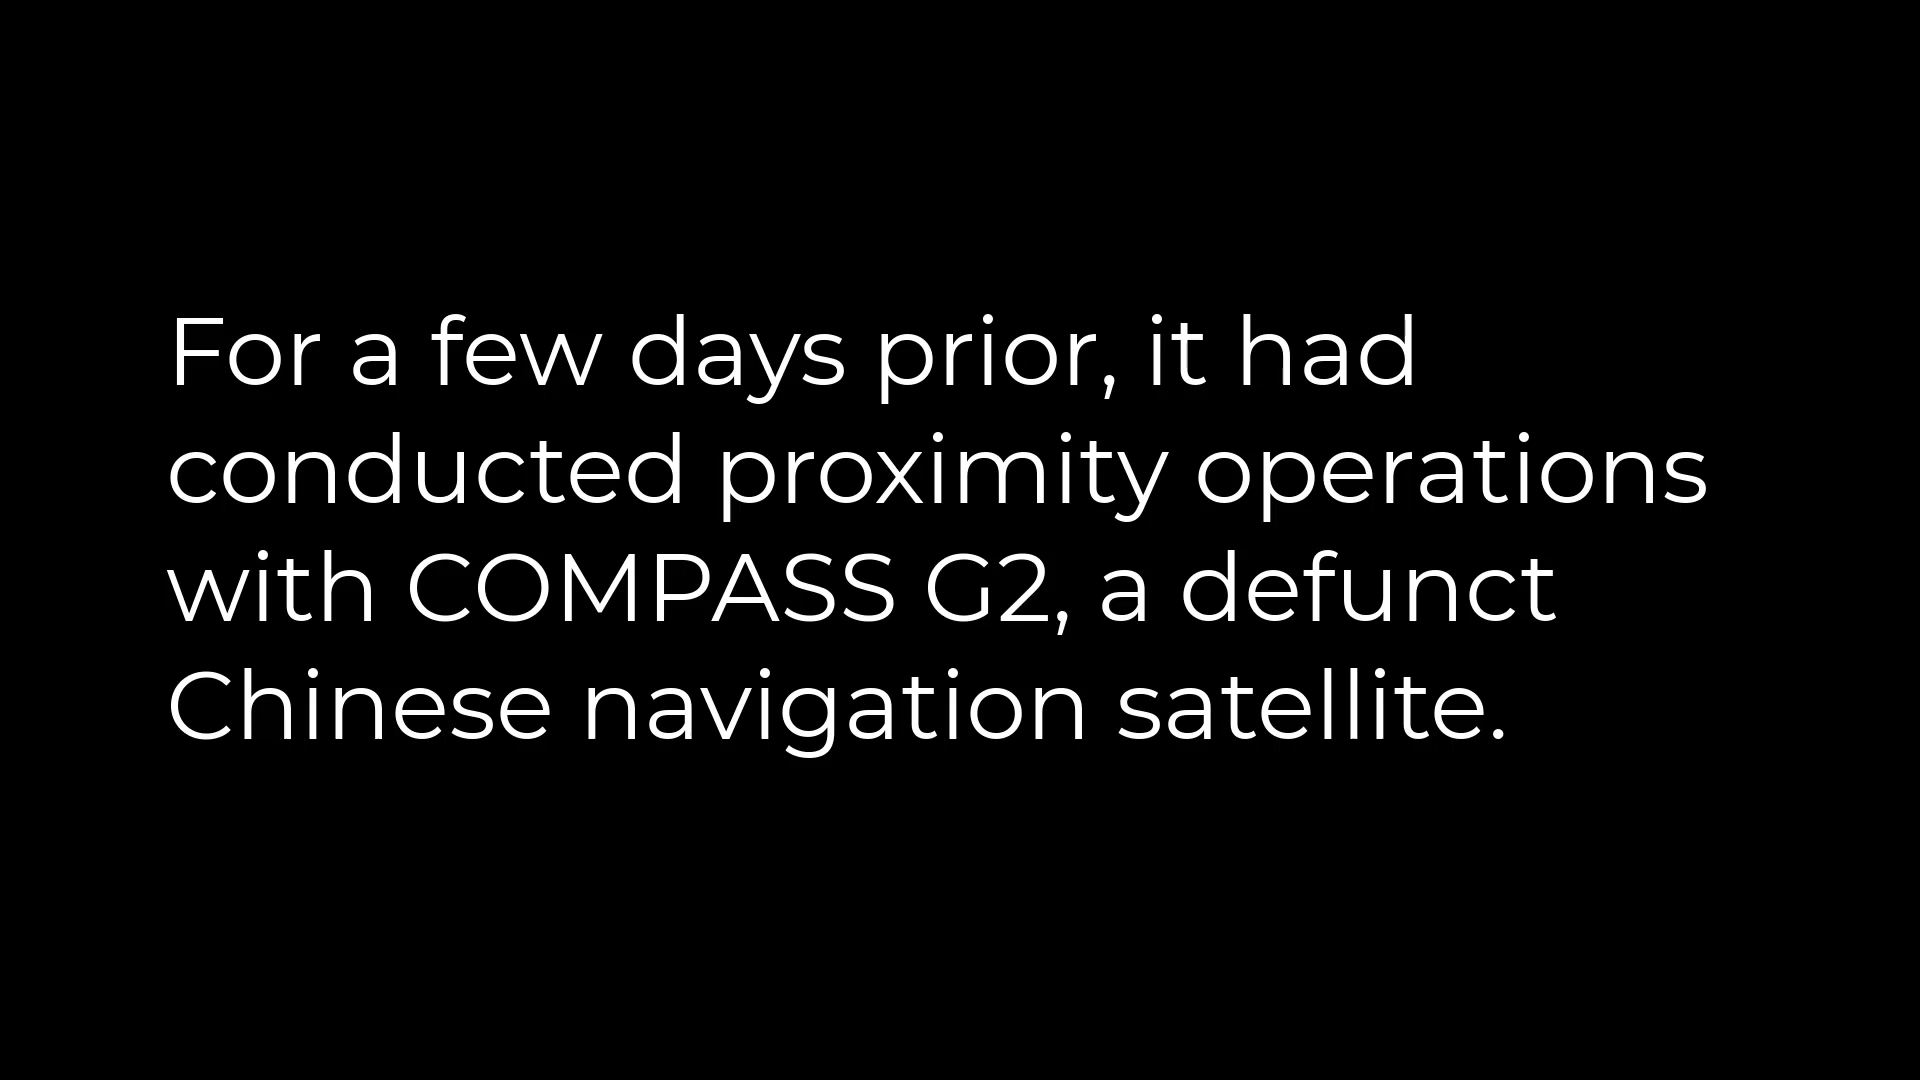 For a few days prior, it had
conducted proximity operations
with COMPASS G2, a defunct
Chinese navigation satellite.